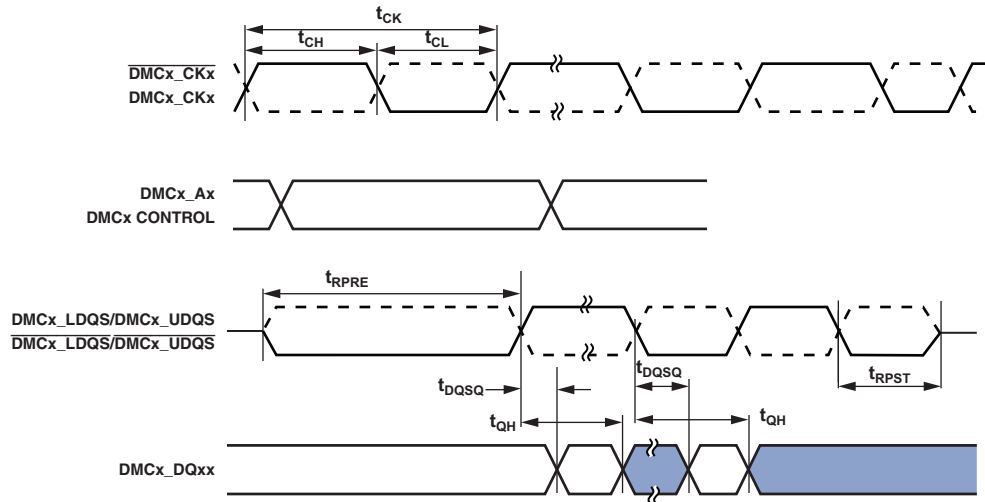 tCK
tCH
tCL
DMCx_CKx
DMCx_CKx
DMCx_Ax
DMCx CONTROL
tRPRE
DMCx_LDQS/DMCx_UDQS
DMCx_LDQS/DMCx_UDQS
tDQSQ
tDQSQ
tRPST
tQH
tQH
DMCx_DQxx